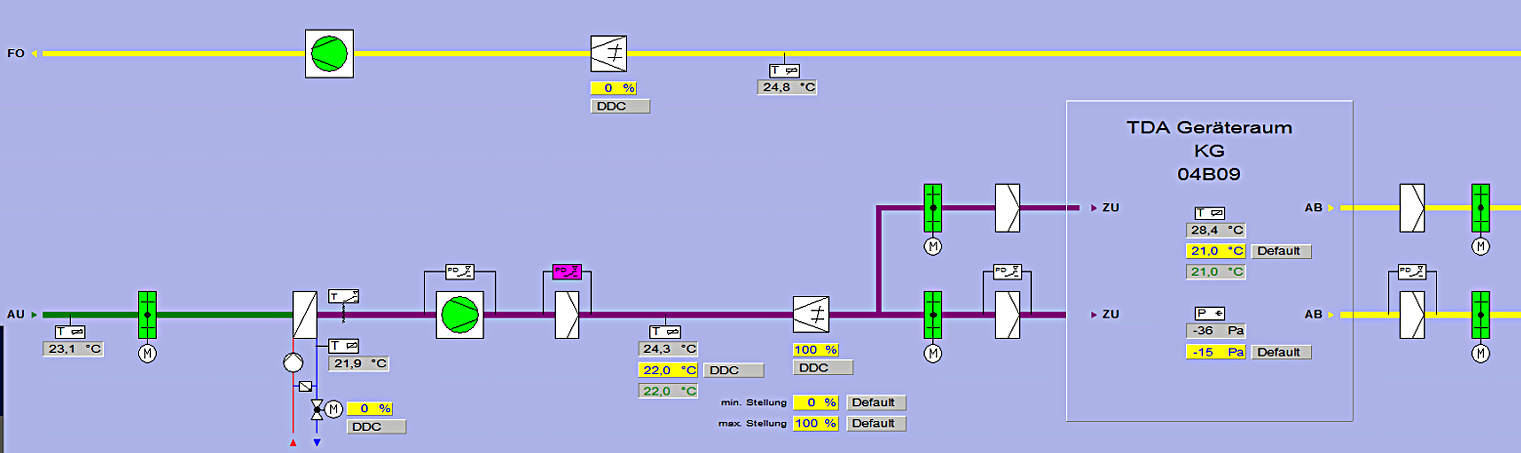 FO
0 %
DDC
T
24,8 °C
TDA Geräteraum
KG
04B09
ZU
T
28,4 °C
21,0 °C Default
21,0 °C
AB
M
M
AU
T
23,1 °C
M
T
T
21,9 °C
M
0 %
DDC
PD
PD
T
24,3 °C
22,0 °C DDC
22,0 °C
100 %
DDC
min. Stellung 0 % Default
max. Stellung 100 % Default
M
PD
ZU
P
-36 Pa
-15 Pa Default
AB
PD
M